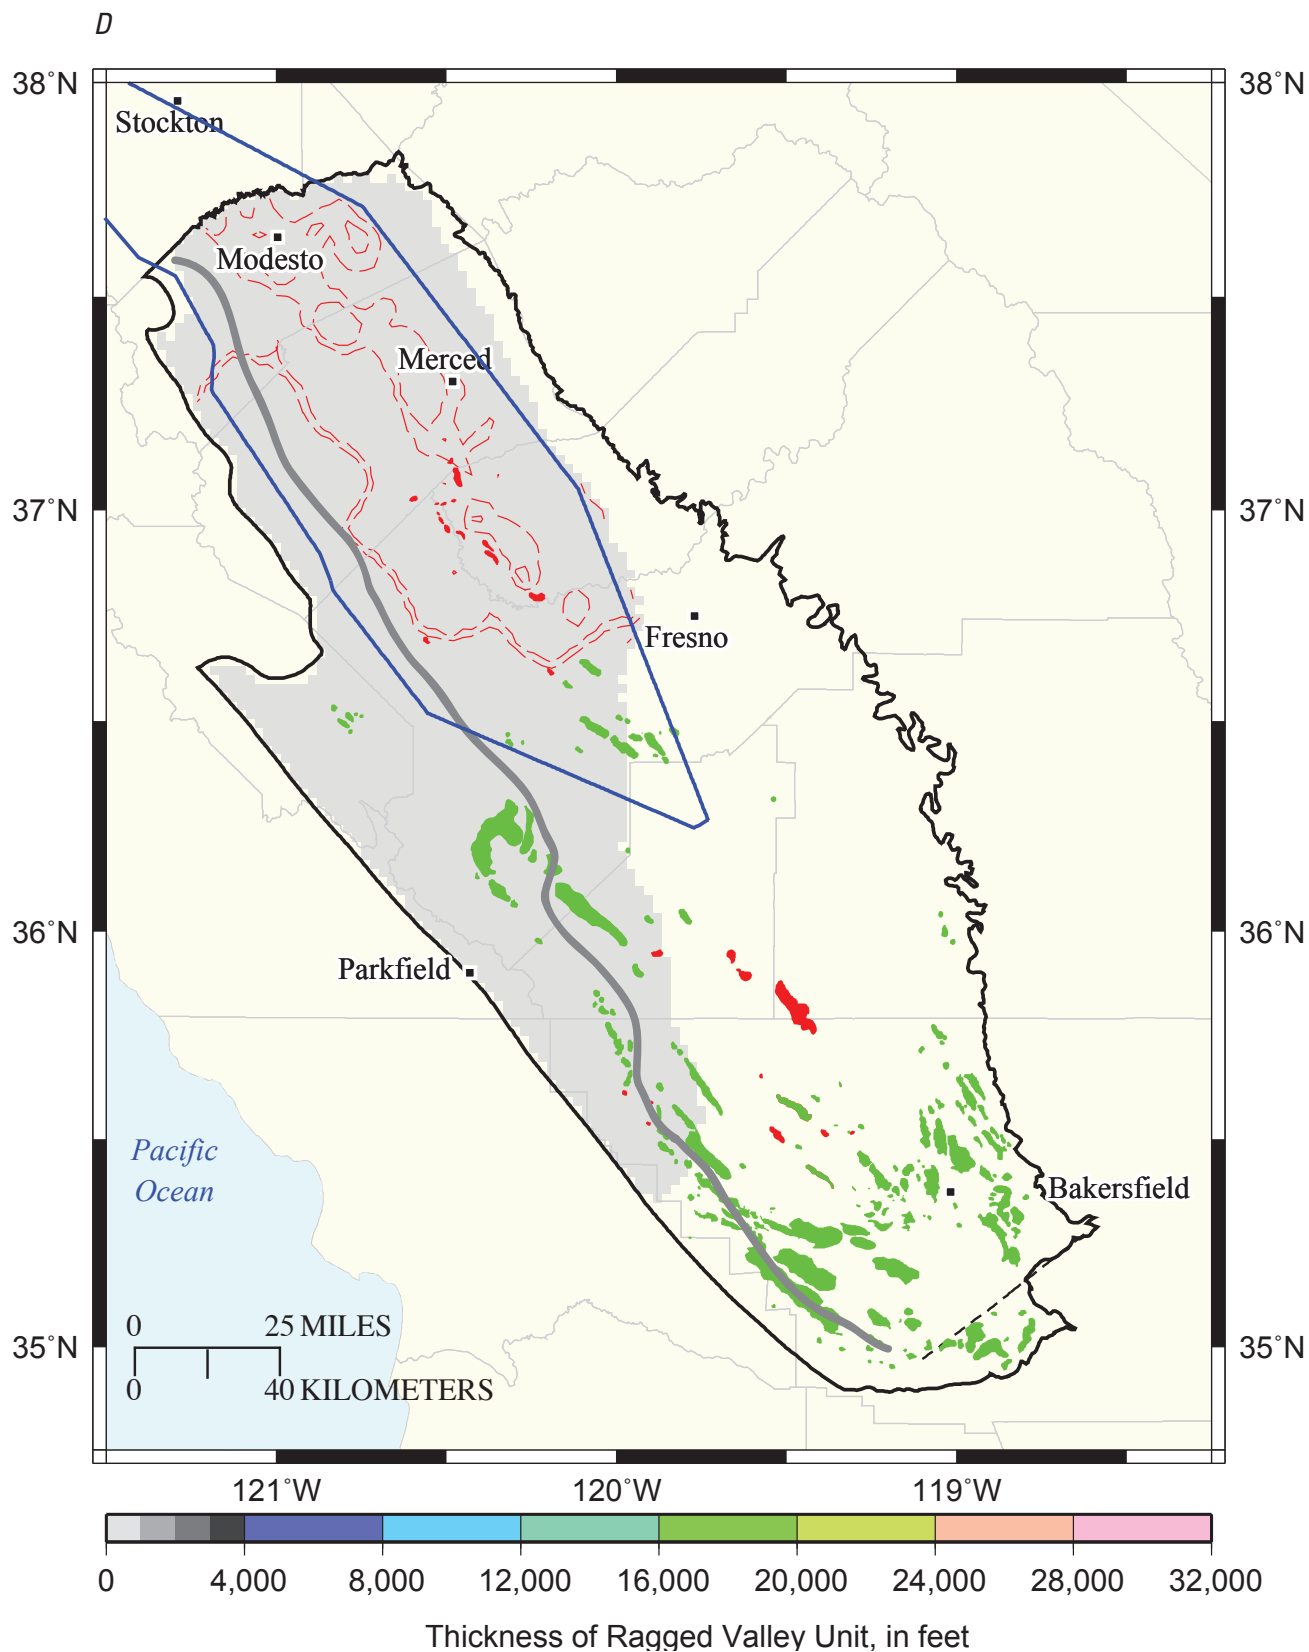 D
38°N 38°N
Stockton
Modesto
Merced
37°N 37°N
Fresno
36°N 36°N
Parkfield
Pacific
Ocean
Bakersfield
0 25 MILES
35°N 35°N
0 40 KILOMETERS
121°W 120°W 119°W
0 4,000 8,000 12,000 16,000 20,000 24,000 28,000 32,000
Thickness of Ragged Valley Unit, in feet